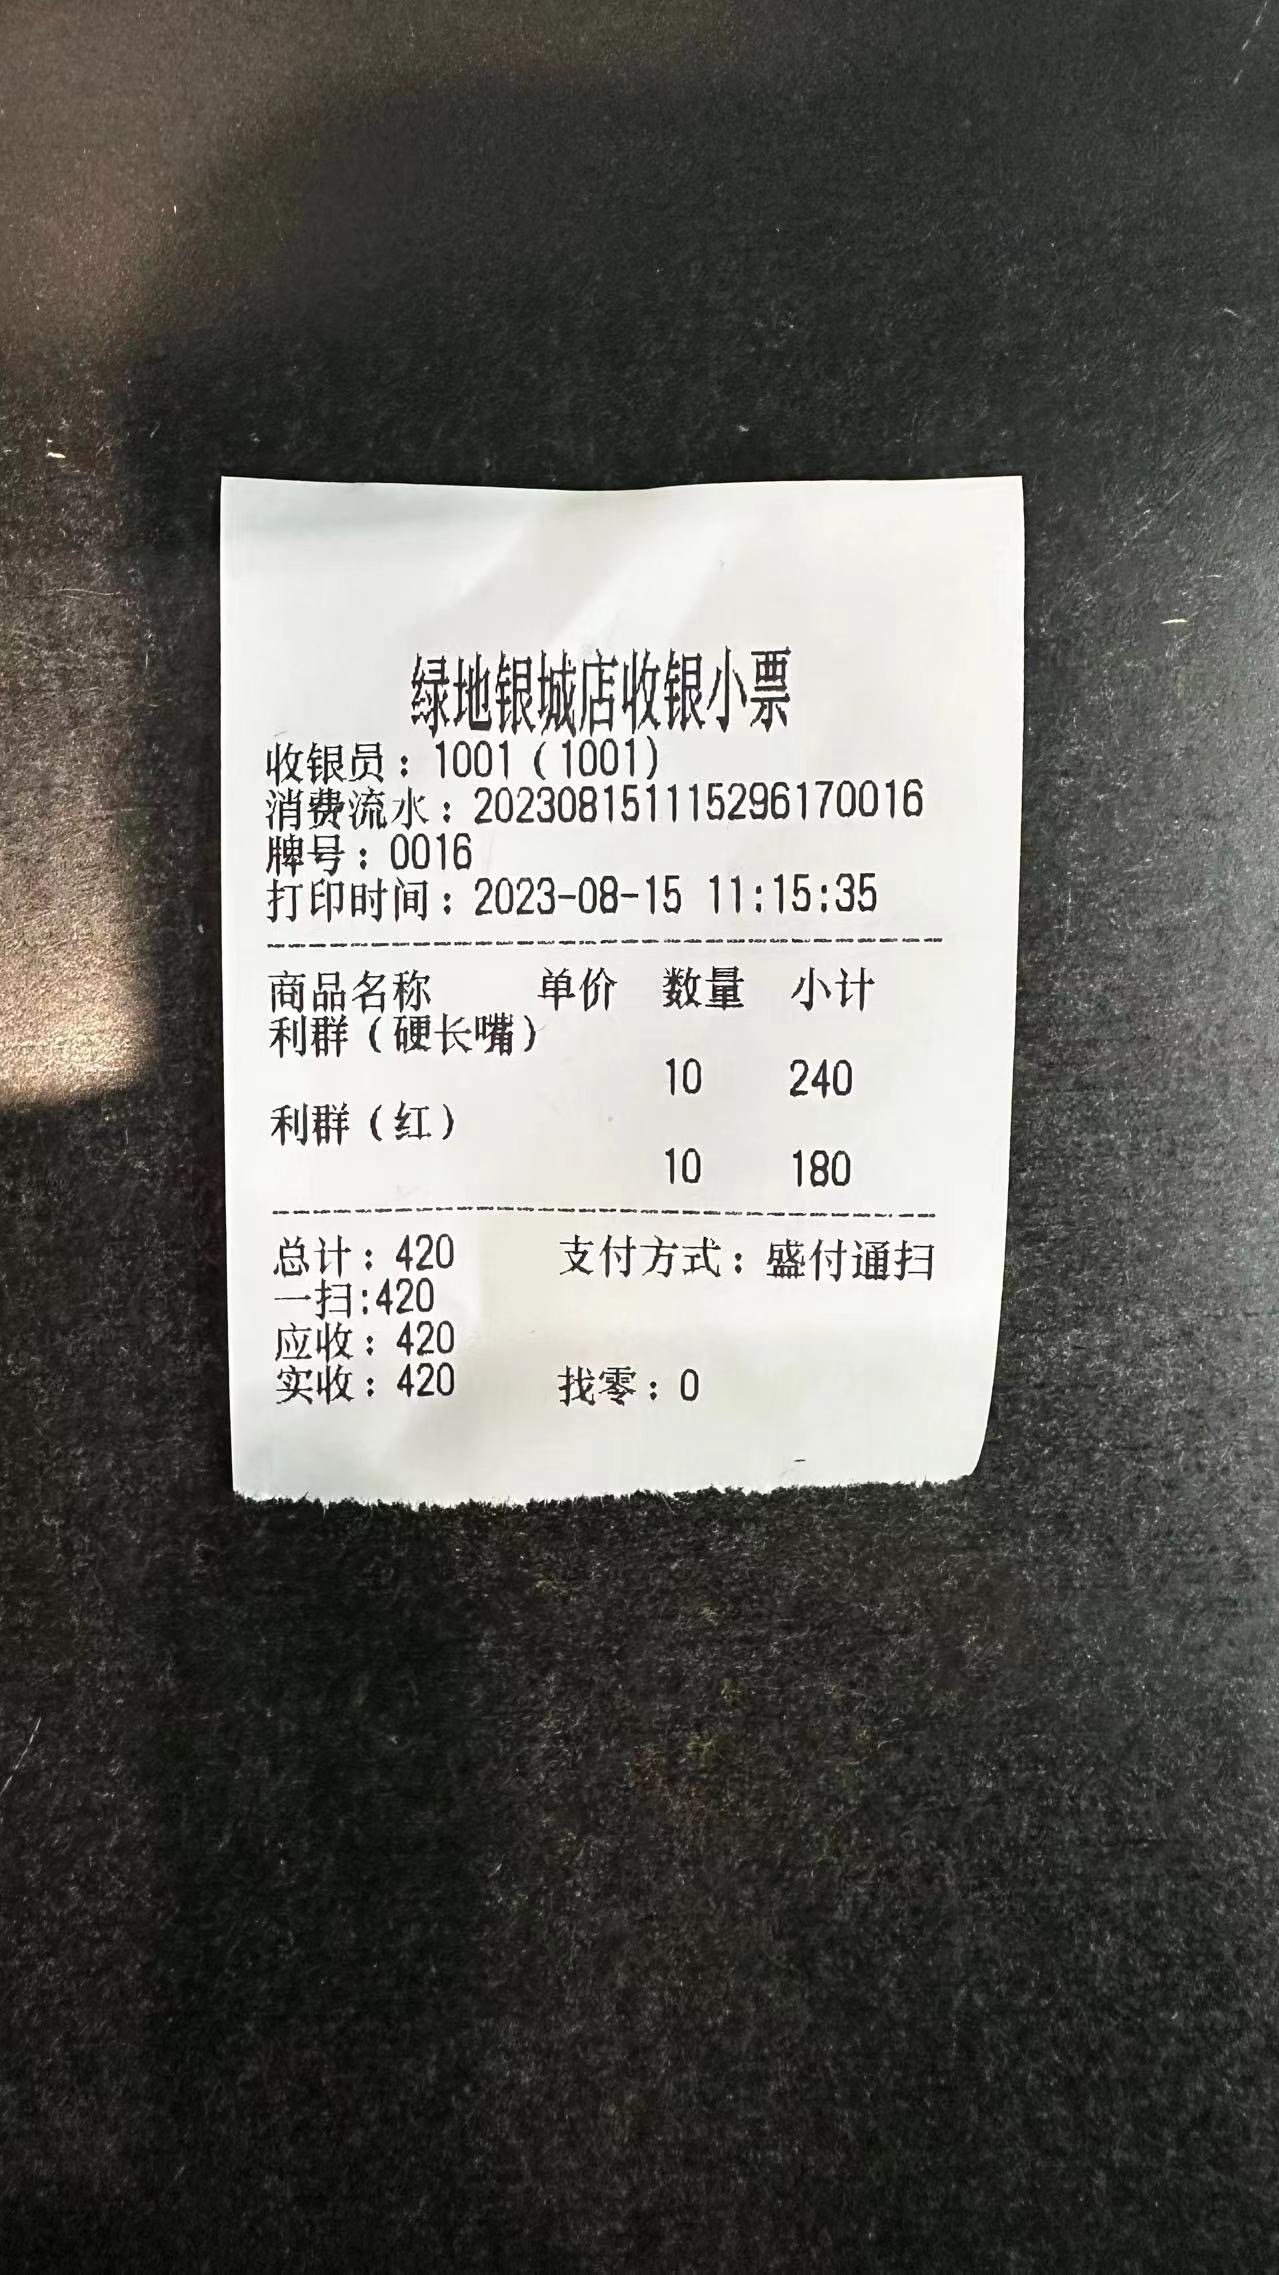 绿地银城店收银小票
收银员：1001（1001）
消费流水：202308151115296170016
牌号：0016
打印时间：2023-08-15 11:15:35
商品名称 单价 数量 小计
利群（硬长嘴）
10 240
利群（红）
10 180
总计：420 支付方式：盛付通扫
一扫:420
应收：420
实收：420 找零：0